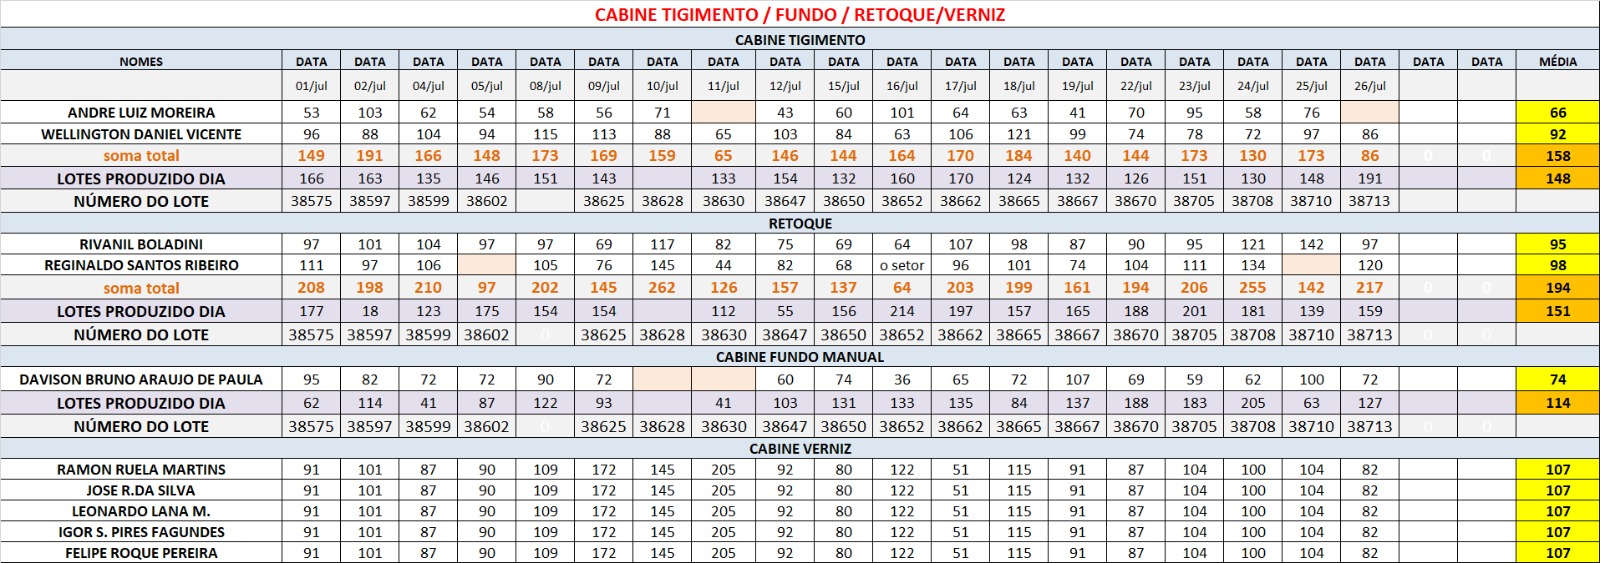 CABINE TIGIMENTO / FUNDO / RETOQUE/VERNIZ
CABINE TIGIMENTO
NOMES DATA DATA DATA DATA DATA DATA DATA DATA DATA DATA DATA DATA DATA DATA DATA DATA DATA DATA DATA DATA DATA MÉDIA
01/jul 02/jul 04/jul 05/jul 08/jul 09/jul 10/jul 11/jul 12/jul 15/jul 16/jul 17/jul 18/jul 19/jul 22/jul 23/jul 24/jul 25/jul 26/jul
ANDRE LUIZ MOREIRA 53 103 62 54 58 56 71 43 60 101 64 63 41 70 95 58 76 66
WELLINGTON DANIEL VICENTE 96 88 104 94 115 113 88 65 103 84 63 106 121 99 74 78 72 97 86 92
soma total 149 191 166 148 173 169 159 65 146 144 164 170 184 140 144 173 130 173 86 0 0 158
LOTES PRODUZIDO DIA 166 163 135 146 151 143 133 154 132 160 170 124 132 126 151 130 148 191 148
NÚMERO DO LOTE 38575 38597 38599 38602 38625 38628 38630 38647 38650 38652 38662 38665 38667 38670 38705 38708 38710 38713
RETOQUE
RIVANIL BOLADINI 97 101 104 97 97 69 117 82 75 69 64 107 98 87 90 95 121 142 97 95
REGINALDO SANTOS RIBEIRO 111 97 106 105 76 145 44 82 68 o setor 96 101 74 104 111 134 120 98
soma total 208 198 210 97 202 145 262 126 157 137 64 203 199 161 194 206 255 142 217 0 0 194
LOTES PRODUZIDO DIA 177 18 123 175 154 154 112 55 156 214 197 157 165 188 201 181 139 159 151
NÚMERO DO LOTE 38575 38597 38599 38602 0 38625 38628 38630 38647 38650 38652 38662 38665 38667 38670 38705 38708 38710 38713 0 0
CABINE FUNDO MANUAL
DAVISON BRUNO ARAUJO DE PAULA 95 82 72 72 90 72 60 74 36 65 72 107 69 59 62 100 72 74
LOTES PRODUZIDO DIA 62 114 41 87 122 93 41 103 131 133 135 84 137 188 183 205 63 127 114
NÚMERO DO LOTE 38575 38597 38599 38602 0 38625 38628 38630 38647 38650 38652 38662 38665 38667 38670 38705 38708 38710 38713 0 0
CABINE VERNIZ
RAMON RUELA MARTINS 91 101 87 90 109 172 145 205 92 80 122 51 115 91 87 104 100 104 82 107
JOSE R.DA SILVA 91 101 87 90 109 172 145 205 92 80 122 51 115 91 87 104 100 104 82 107
LEONARDO LANA M. 91 101 87 90 109 172 145 205 92 80 122 51 115 91 87 104 100 104 82 107
IGOR S. PIRES FAGUNDES 91 101 87 90 109 172 145 205 92 80 122 51 115 91 87 104 100 104 82 107
FELIPE ROQUE PEREIRA 91 101 87 90 109 172 145 205 92 80 122 51 115 91 87 104 100 104 82 107